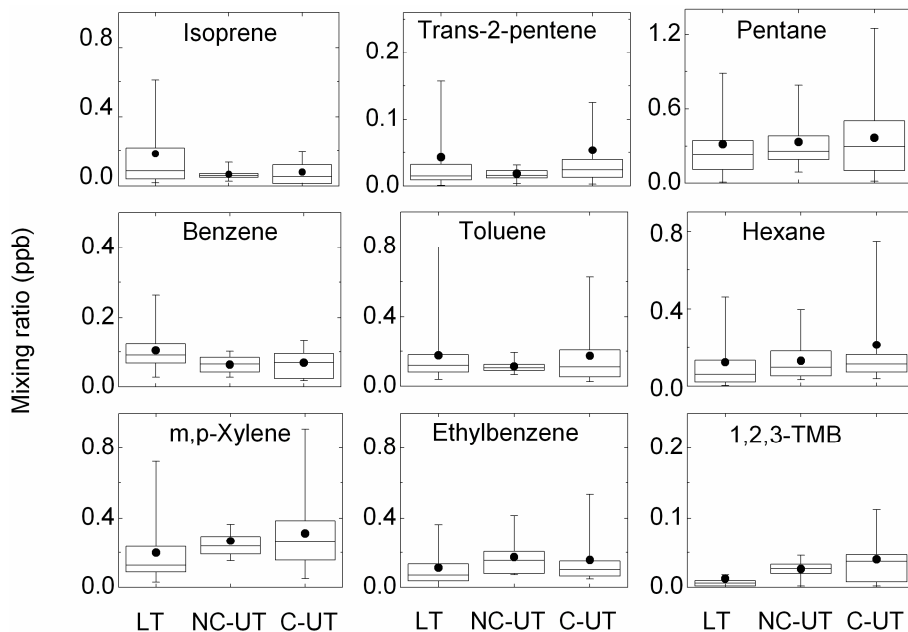 Mixing ratio (ppb)
Isoprene
0.8
0.4
0.0
Trans-2-pentene
0.2
0.1
0.0
Pentane
1.2
0.6
0.0
Benzene
0.4
0.2
0.0
Toluene
0.8
0.4
0.0
Hexane
0.8
0.4
0.0
m,p-Xylene
0.8
0.4
0.0
LT NC-UT C-UT
Ethylbenzene
0.8
0.4
0.0
LT NC-UT C-UT
1,2,3-TMB
0.2
0.1
0.0
LT NC-UT C-UT